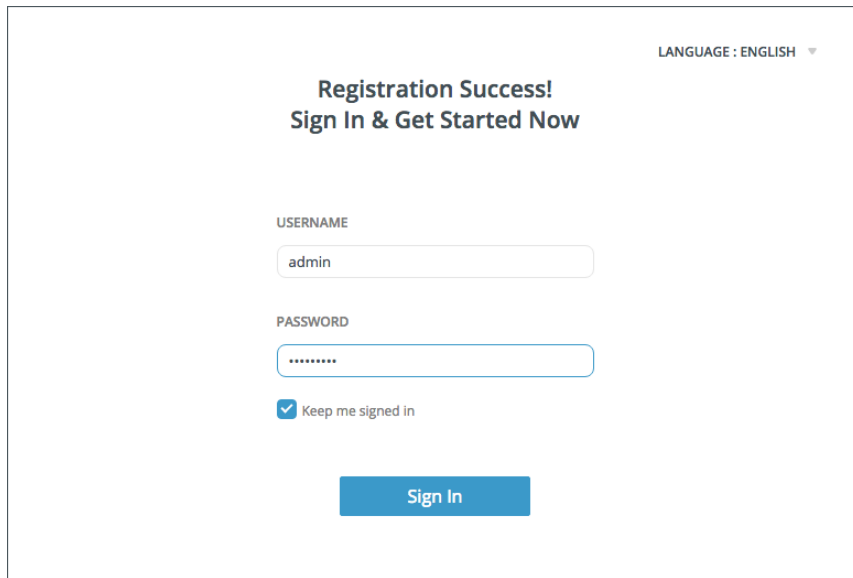 LANGUAGE : ENGLISH
Registration Success!
Sign In & Get Started Now
USERNAME
admin
PASSWORD
•••••••••
Keep me signed in
Sign In